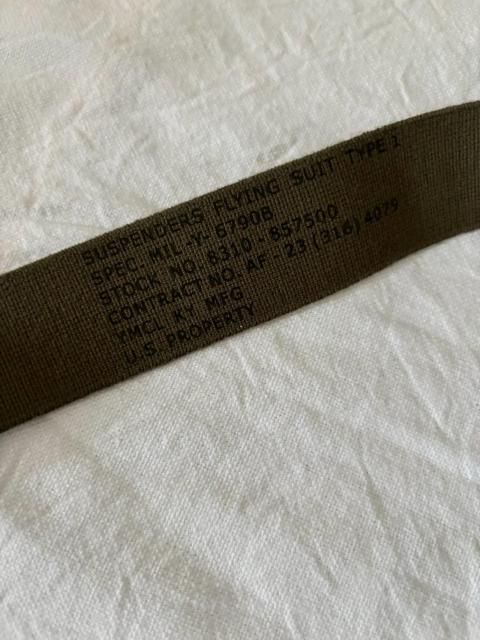 SUSPENDERS FLYING SUIT TYPE 1
SPEC. MIL-Y-6790B
STOCK NO. 8310-857500
CONTRACT NO. AF-23(316)4079
YMCL KY MFG
U.S. PROPERTY